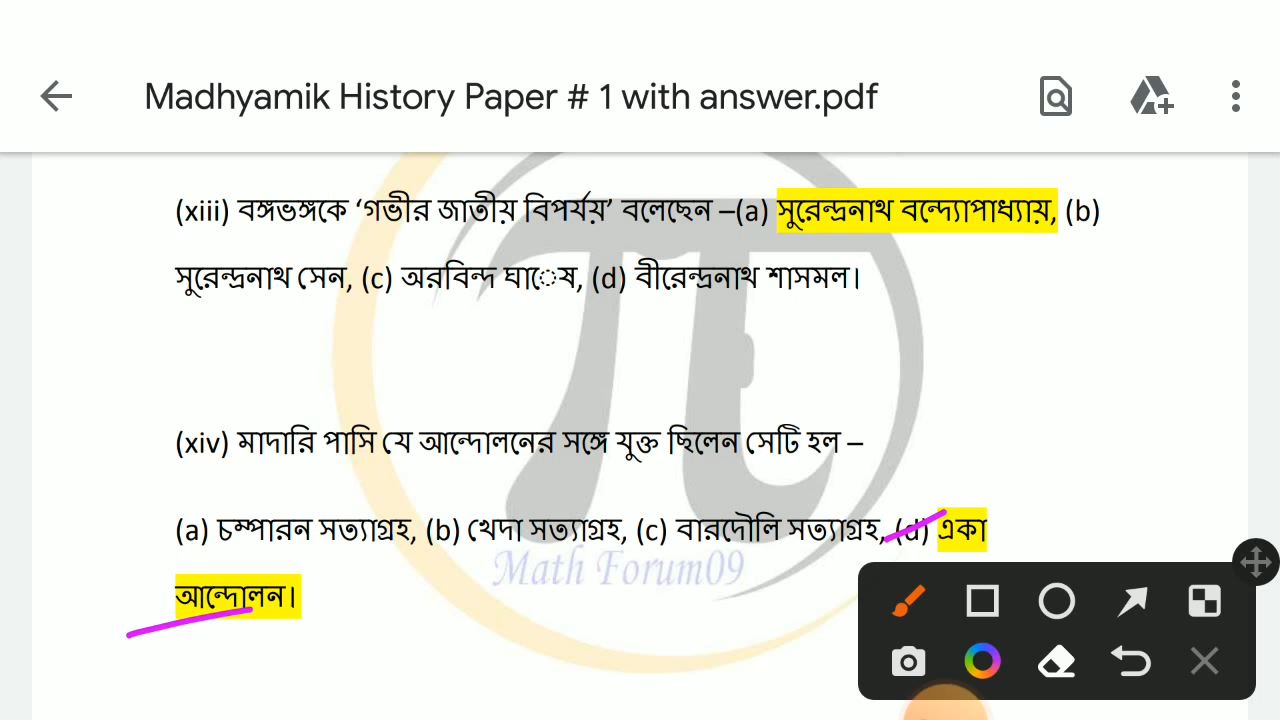 Madhyamik History Paper # 1 with answer.pdf
(xiii) বঙ্গভঙ্গকে ‘গভীর জাতীয় বিপর্যয়’ বলেছেন –(a) সুরেন্দ্রনাথ বন্দ্যোপাধ্যায়, (b)
সুরেন্দ্রনাথ সেন, (c) অরবিন্দ ঘােষ, (d) বীরেন্দ্রনাথ শাসমল।
(xiv) মাদারি পাসি যে আন্দোলনের সঙ্গে যুক্ত ছিলেন সেটি হল –
(a) চম্পারন সত্যাগ্রহ, (b) খেদা সত্যাগ্রহ, (c) বারদৌলি সত্যাগ্রহ, (d) একা
Math Forum09
আন্দোলন।